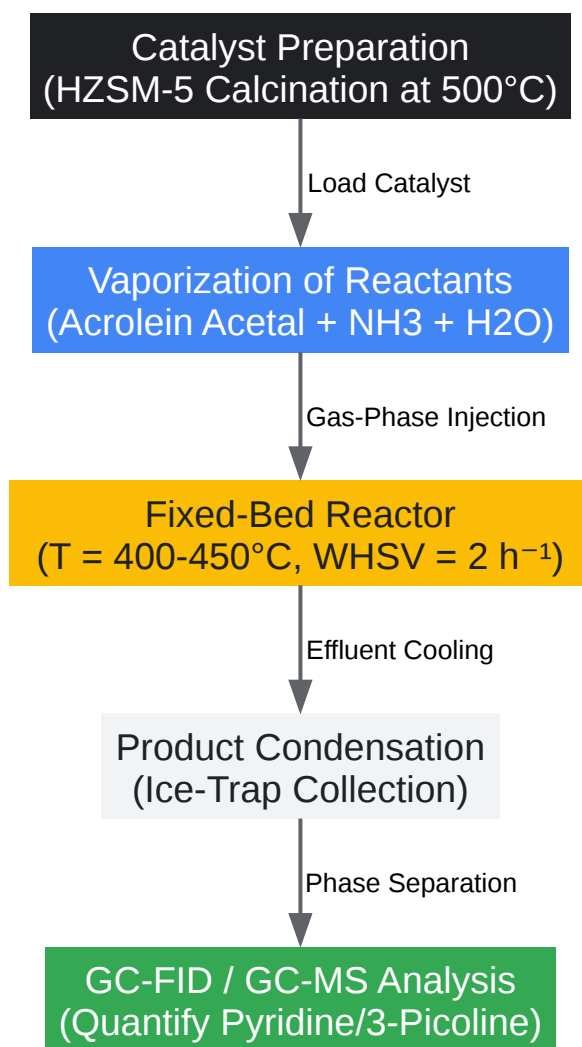 Catalyst Preparation
(HZSM-5 Calcination at 500°C)
Load Catalyst
Vaporization of Reactants
(Acrolein Acetal + NH3 + H2O)
Gas-Phase Injection
Fixed-Bed Reactor
(T = 400-450°C, WHSV = 2 h⁻¹)
Effluent Cooling
Product Condensation
(Ice-Trap Collection)
Phase Separation
GC-FID / GC-MS Analysis
(Quantify Pyridine/3-Picoline)